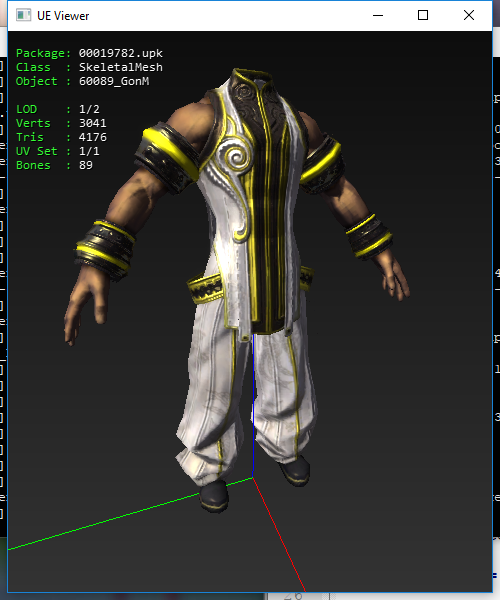 UE Viewer
Package: 00019782.upk
Class  : SkeletalMesh
Object : 60089_GonM
LOD    : 1/2
Verts  : 3041
Tris   : 4176
UV Set : 1/1
Bones  : 89